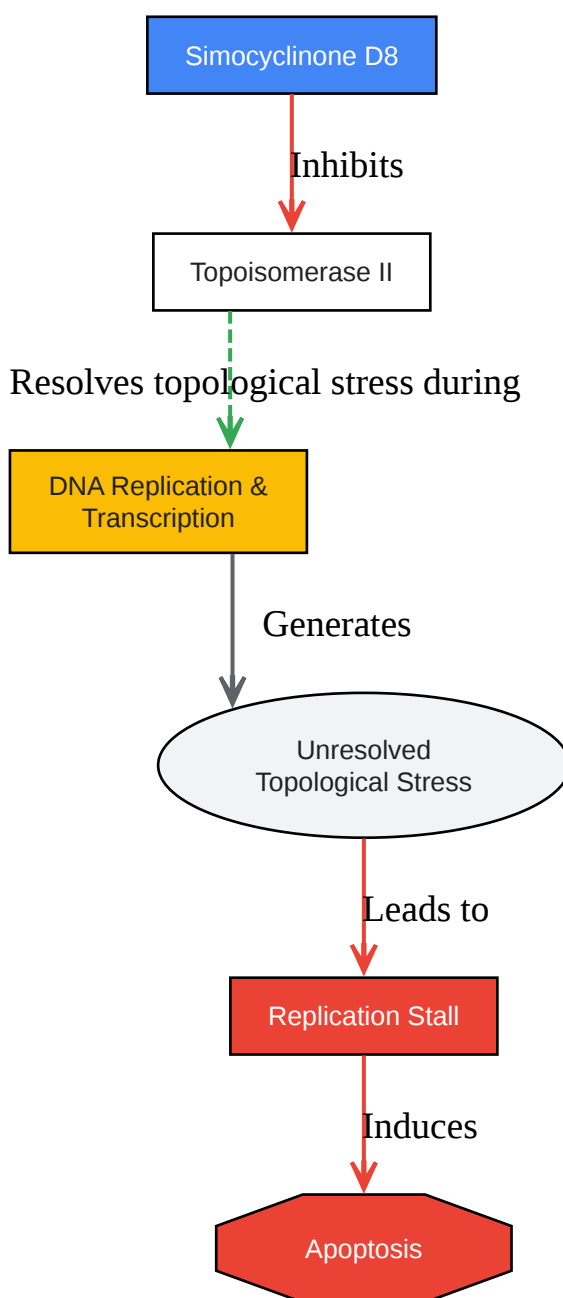 Simocyclinone D8
Inhibits
Topoisomerase II
Resolves topological stress during
DNA Replication &
Transcription
Generates
Unresolved
Topological Stress
Leads to
Replication Stall
Induces
Apoptosis